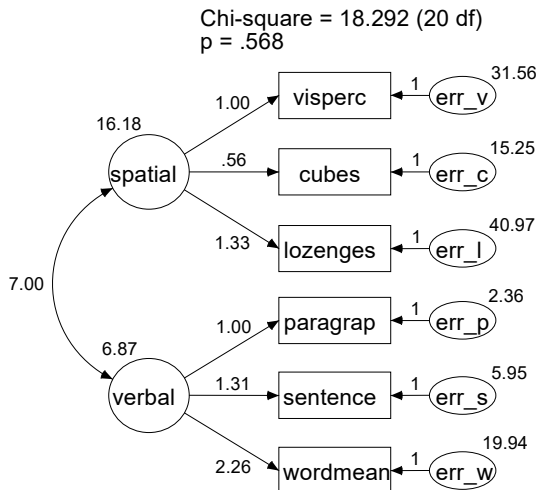 Chi-square = 18.292 (20 df)
p = .568
31.56
1.00
visperc
1
err_v
16.18
15.25
spatial
.56
cubes
1
err_c
40.97
1.33
lozenges
1
err_l
7.00
2.36
1.00
paragrap
1
err_p
6.87
5.95
verbal
1.31
sentence
1
err_s
19.94
2.26
wordmean
1
err_w